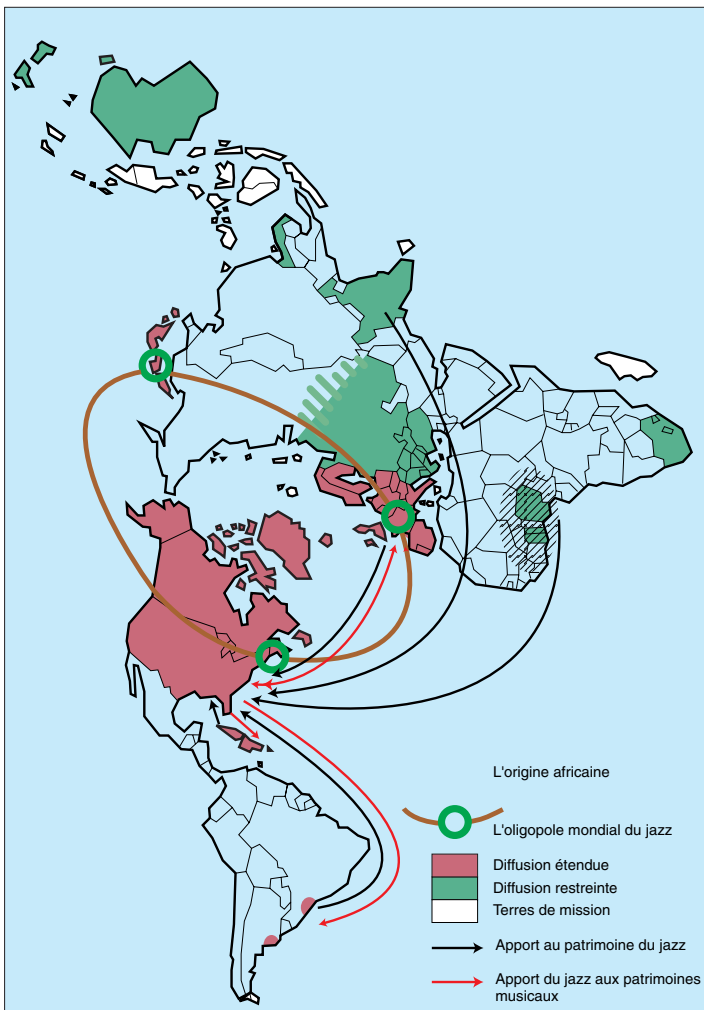 L'origine africaine
L'oligopole mondial du jazz
Diffusion étendue
Diffusion restreinte
Terres de mission
Apport au patrimoine du jazz
Apport du jazz aux patrimoines
musicaux